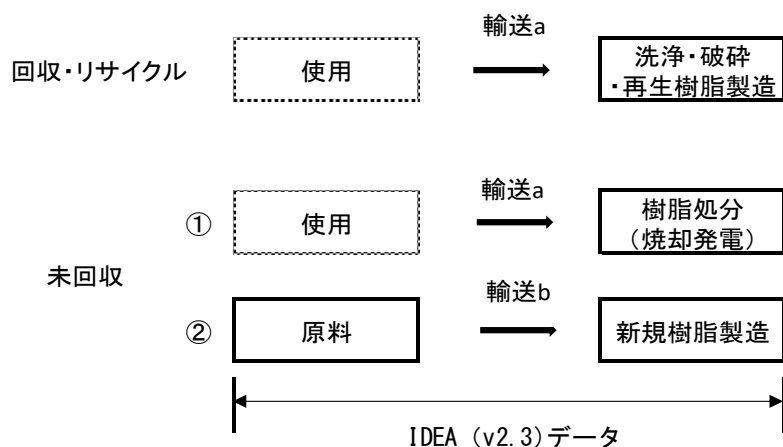 輸送a
回収・リサイクル
使用
洗浄・破砕
・再生樹脂製造
輸送a
①
使用
樹脂処分
（焼却発電）
未回収
輸送b
②
原料
新規樹脂製造
IDEA (v2.3)データ